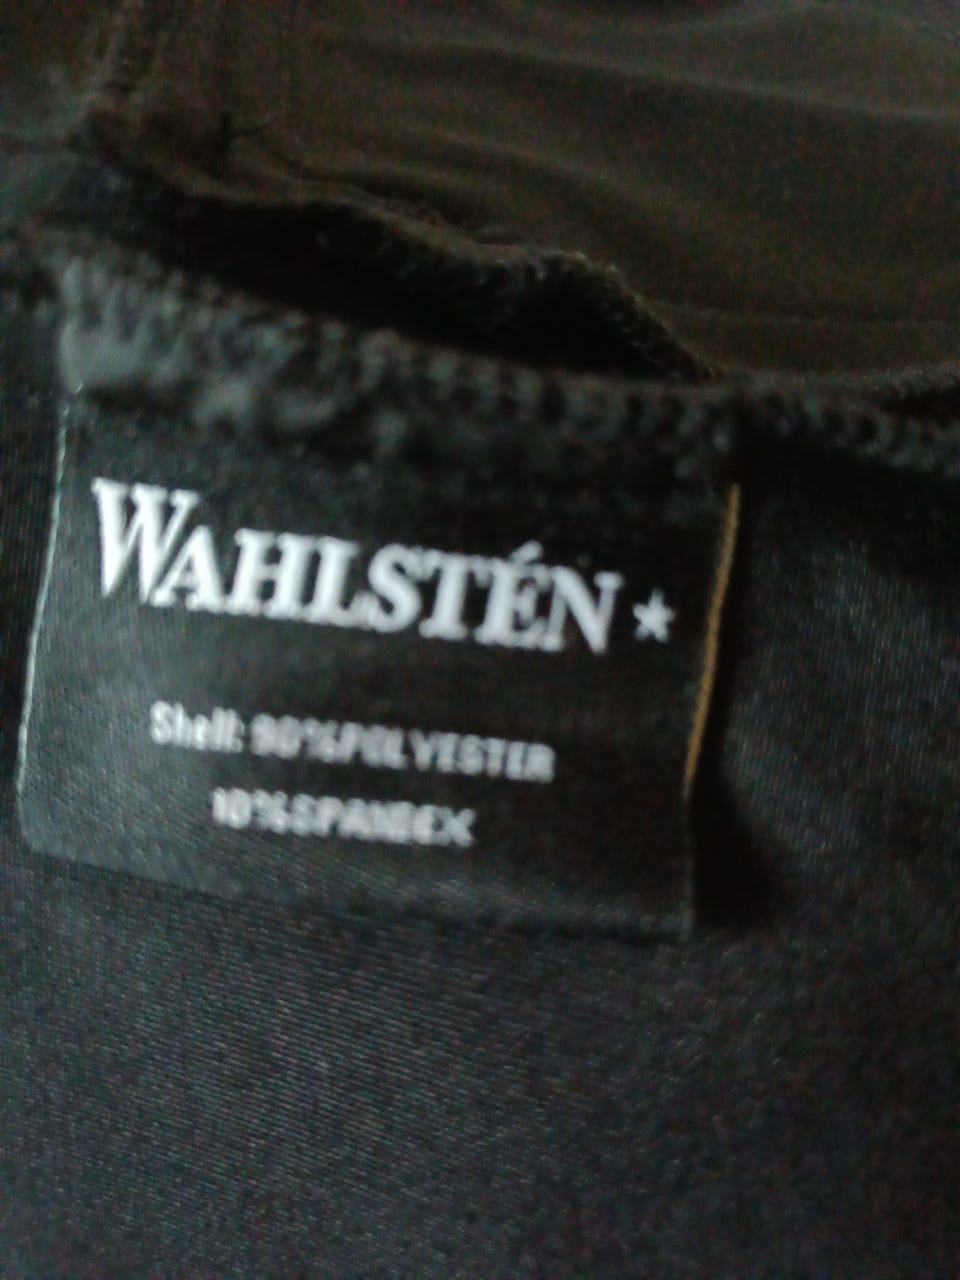 WAHLSTÉN
Shell: 90%POLYESTER
10%SPANDEX